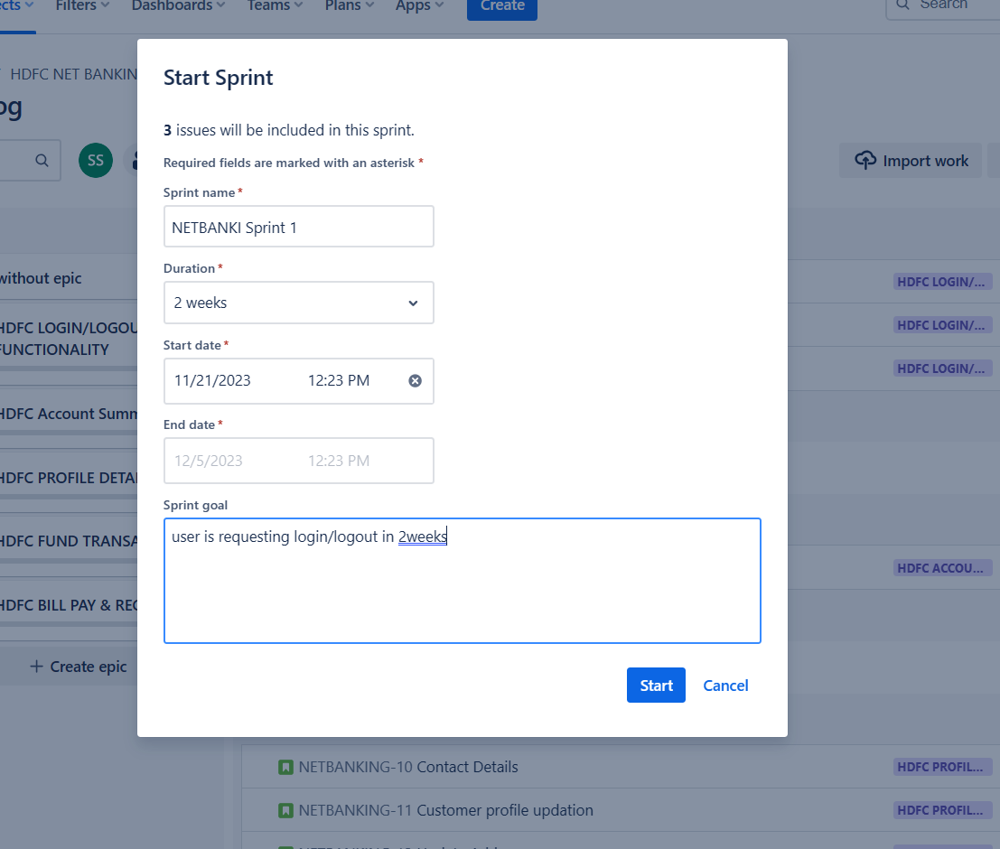 Filters
Dashboards
Teams
Plans
Apps
Create
Search
HDFC NET BANKIN
SS
Import work
Start Sprint
3 issues will be included in this sprint.
Required fields are marked with an asterisk *
Sprint name *
NETBANKI Sprint 1
Duration *
2 weeks
Start date *
11/21/2023 12:23 PM
End date *
12/5/2023 12:23 PM
Sprint goal
user is requesting login/logout in 2weeks
Start
Cancel
without epic
HDFC LOGIN/LOGOU
FUNCTIONALITY
HDFC Account Summ
HDFC PROFILE DETA
HDFC FUND TRANSA
HDFC BILL PAY & REC
+ Create epic
HDFC LOGIN/...
HDFC LOGIN/...
HDFC LOGIN/...
HDFC ACCOU...
NETBANKING-10 Contact Details HDFC PROFIL...
NETBANKING-11 Customer profile updation HDFC PROFIL...